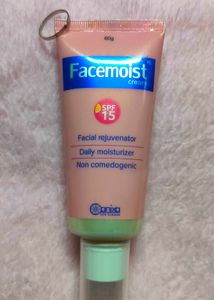 60g
Facemoist
cream
SPF
15
Facial rejuvenator
Daily moisturizer
Non comedogenic